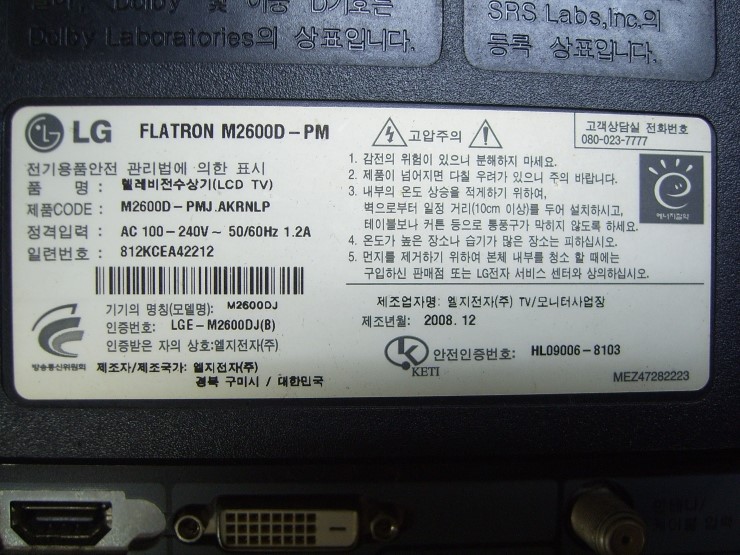 Dolby 및 이중 D기호는
Dolby Laboratories의 상표입니다.
SRS Labs,Inc.의
등록 상표입니다.
LG FLATRON M2600D-PM
전기용품안전 관리법에 의한 표시
품 명 : 텔레비전수상기(LCD TV)
제품CODE : M2600D-PMJ.AKRNLP
정격입력 : AC 100-240V~ 50/60Hz 1.2A
일련번호 : 812KCEA42212
기기의 명칭(모델명): M2600DJ
인증번호: LGE-M2600DJ(B)
인증받은 자의 상호:엘지전자(주)
방송통신위원회
제조자/제조국가: 엘지전자(주)
경북 구미시 / 대한민국
고압주의
1. 감전의 위험이 있으니 분해하지 마세요.
2. 제품이 넘어지면 다칠 우려가 있으니 주의 바랍니다.
3. 내부의 온도 상승을 적게하기 위하여,
벽으로부터 일정 거리(10cm 이상)를 두어 설치하시고,
테이블보나 커튼 등으로 통풍구가 막히지 않도록 하세요.
4. 온도가 높은 장소나 습기가 많은 장소는 피하십시오.
5. 먼지를 제거하기 위하여 본체 내부를 청소 할 때에는
구입하신 판매점 또는 LG전자 서비스 센터와 상의하십시오.
고객상담실 전화번호
080-023-7777
에너지절약
제조업자명: 엘지전자(주) TV/모니터사업장
제조년월: 2008. 12
KETI
안전인증번호: HL09006-8103
MEZ47282223
안테나/
케이블 입력